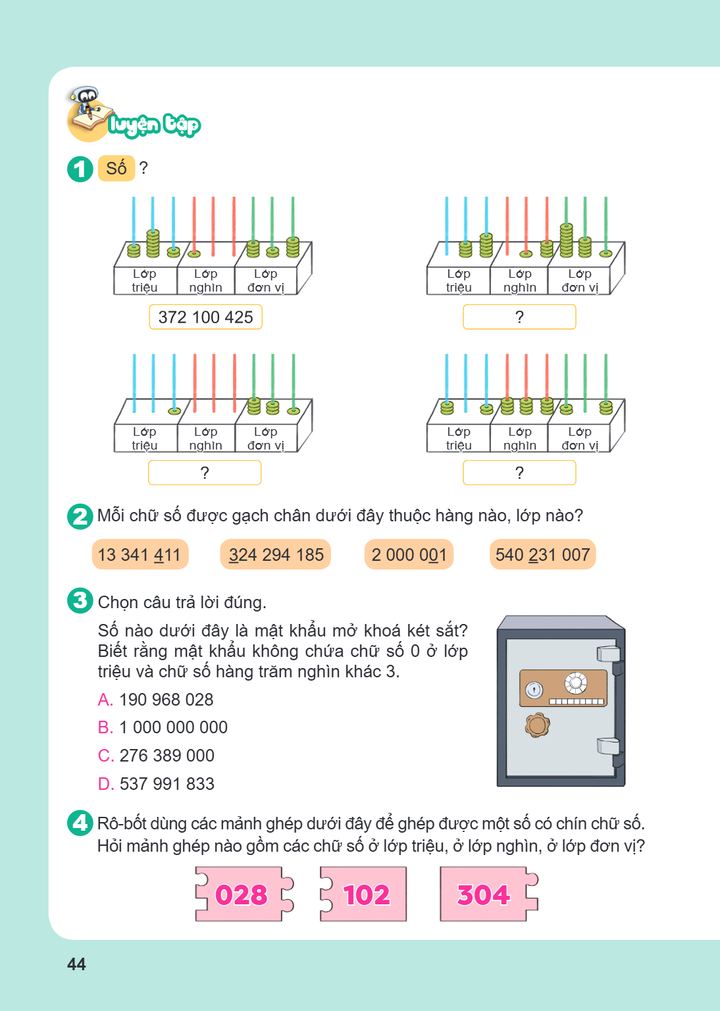 Luyện tập
1 Số ?
Lớp triệu Lớp nghìn Lớp đơn vị
Lớp triệu Lớp nghìn Lớp đơn vị
372 100 425
?
Lớp triệu Lớp nghìn Lớp đơn vị
Lớp triệu Lớp nghìn Lớp đơn vị
?
?
2 Mỗi chữ số được gạch chân dưới đây thuộc hàng nào, lớp nào?
13 341 411 324 294 185 2 000 001 540 231 007
3 Chọn câu trả lời đúng.
Số nào dưới đây là mật khẩu mở khoá két sắt?
Biết rằng mật khẩu không chứa chữ số 0 ở lớp
triệu và chữ số hàng trăm nghìn khác 3.
A. 190 968 028
B. 1 000 000 000
C. 276 389 000
D. 537 991 833
4 Rô-bốt dùng các mảnh ghép dưới đây để ghép được một số có chín chữ số.
Hỏi mảnh ghép nào gồm các chữ số ở lớp triệu, ở lớp nghìn, ở lớp đơn vị?
028 102 304
44